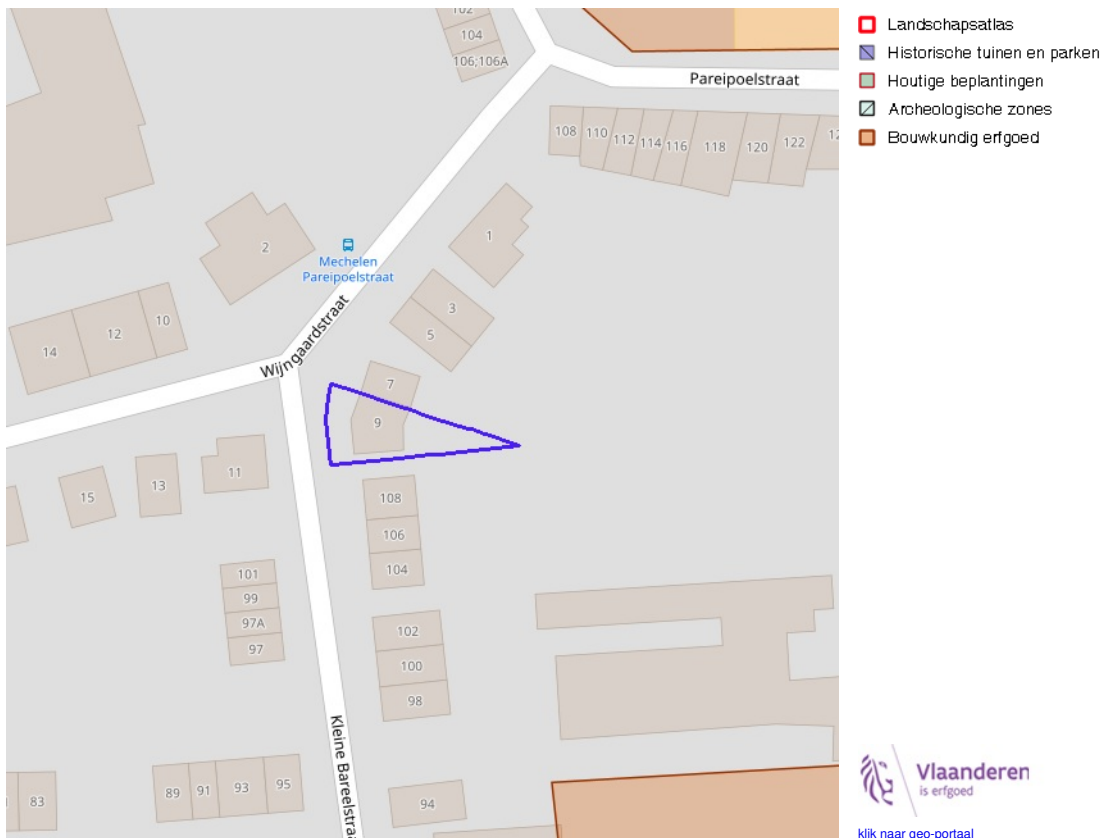 102
104
106;106A
Pareipoelstraat
108
110
112
114
116
118
120
122
1
2
Mechelen
Pareipoelstraat
3
5
10
12
14
Wijngaardstraat
7
9
11
13
15
108
106
104
101
99
97A
97
102
100
98
Kleine Bareelstraa
89
91
93
95
83
94
Landschapsatlas
Historische tuinen en parken
Houtige beplantingen
Archeologische zones
Bouwkundig erfgoed
Vlaanderen
is erfgoed
klik naar geo-portaal